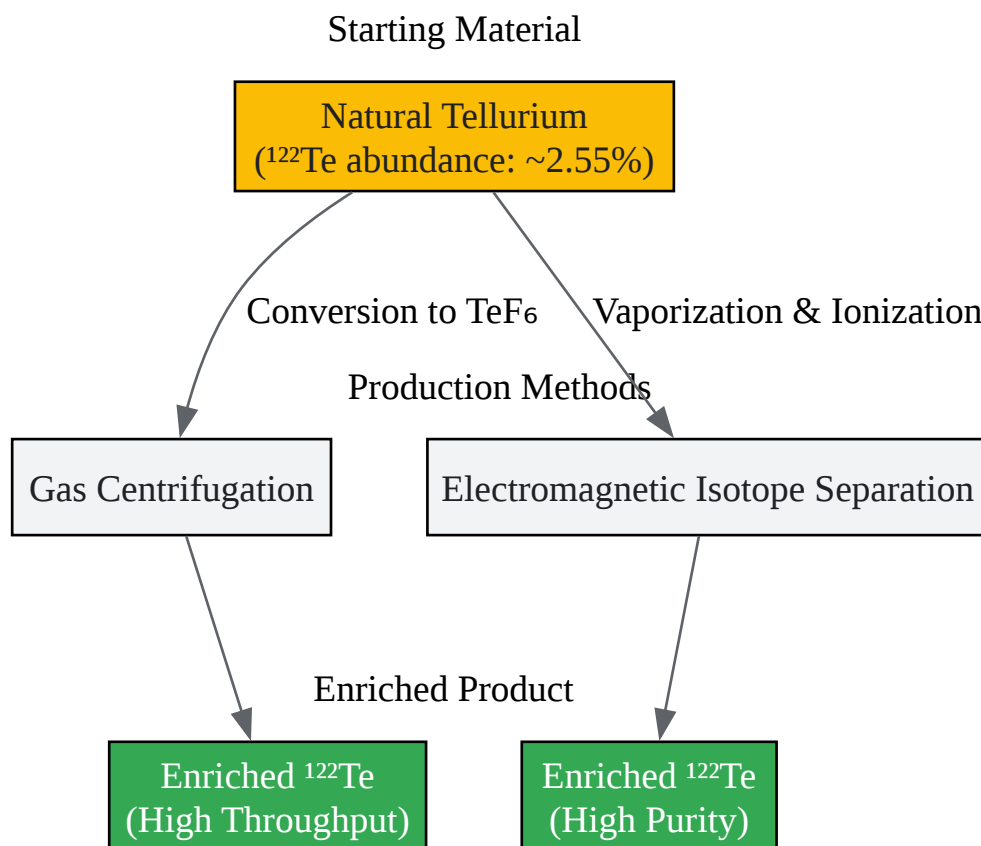 Starting Material
Natural Tellurium
(¹²²Te abundance: ~2.55%)
Conversion to TeF₆
Vaporization & Ionization
Production Methods
Gas Centrifugation
Electromagnetic Isotope Separation
Enriched Product
Enriched ¹²²Te
(High Throughput)
Enriched ¹²²Te
(High Purity)